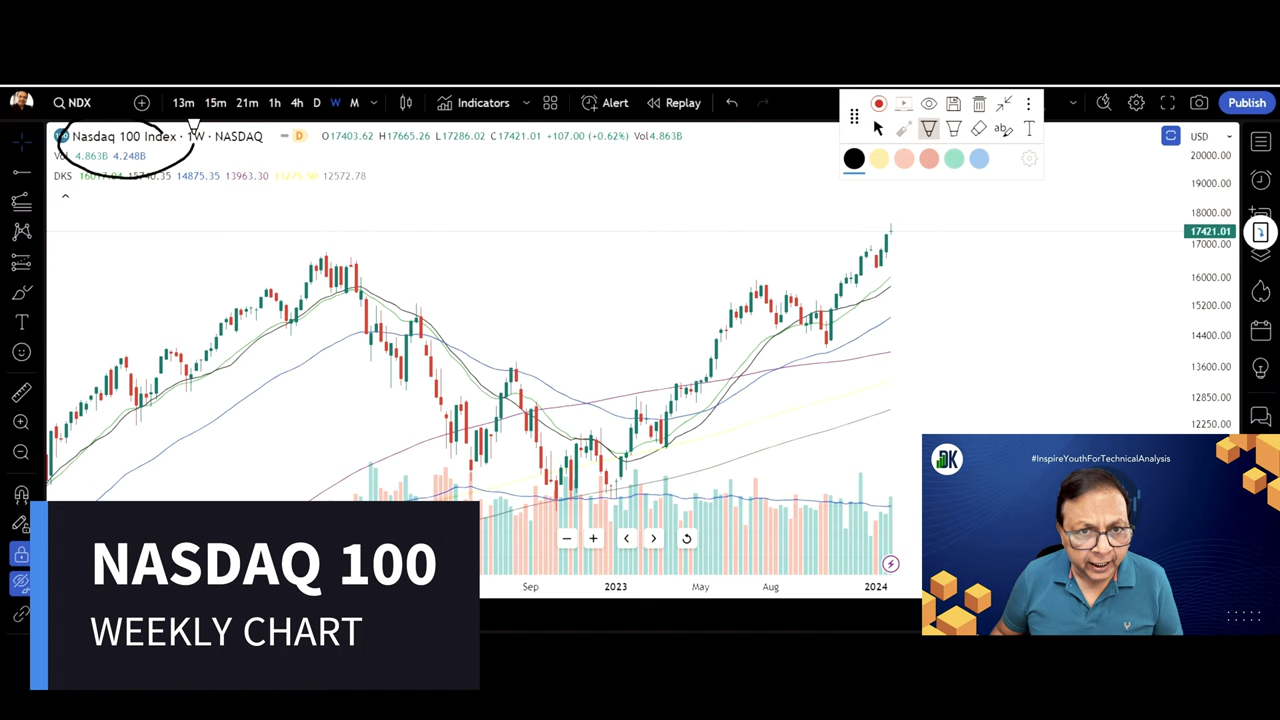 NDX
13m 15m 21m 1h 4h D W M
Indicators
Alert
Replay
Publish
Nasdaq 100 Index · 1W · NASDAQ
D
O17403.62 H17665.26 L17286.02 C17421.01 +107.00 (+0.62%) Vol4.863B
USD
Vol 4.863B 4.248B
DKS 14875.35 13963.30 12572.78
ab
T
20000.00
19000.00
18000.00
17421.01
17000.00
16000.00
15200.00
14400.00
13600.00
12850.00
12250.00
DK
#InspireYouthForTechnicalAnalysis
NASDAQ 100
WEEKLY CHART
Sep 2023 May Aug 2024